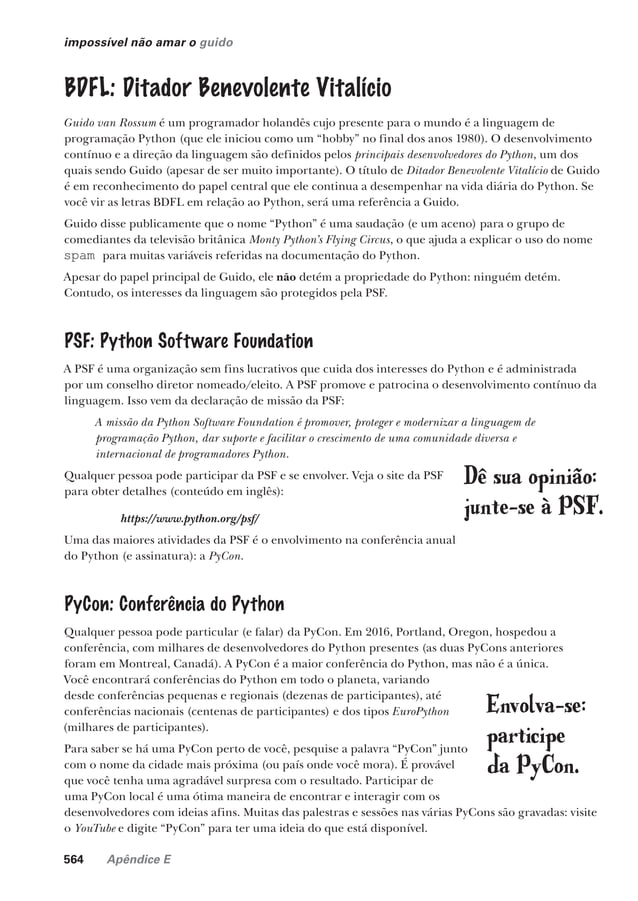 impossível não amar o guido
BDFL: Ditador Benevolente Vitalício
Guido van Rossum é um programador holandês cujo presente para o mundo é a linguagem de
programação Python (que ele iniciou como um “hobby” no final dos anos 1980). O desenvolvimento
contínuo e a direção da linguagem são definidos pelos principais desenvolvedores do Python, um dos
quais sendo Guido (apesar de ser muito importante). O título de Ditador Benevolente Vitalício de Guido
é em reconhecimento do papel central que ele continua a desempenhar na vida diária do Python. Se
você vir as letras BDFL em relação ao Python, será uma referência a Guido.
Guido disse publicamente que o nome “Python” é uma saudação (e um aceno) para o grupo de
comediantes da televisão britânica Monty Python’s Flying Circus, o que ajuda a explicar o uso do nome
spam para muitas variáveis referidas na documentação do Python.
Apesar do papel principal de Guido, ele não detém a propriedade do Python: ninguém detém.
Contudo, os interesses da linguagem são protegidos pela PSF.
PSF: Python Software Foundation
A PSF é uma organização sem fins lucrativos que cuida dos interesses do Python e é administrada
por um conselho diretor nomeado/eleito. A PSF promove e patrocina o desenvolvimento contínuo da
linguagem. Isso vem da declaração de missão da PSF:
A missão da Python Software Foundation é promover, proteger e modernizar a linguagem de
programação Python, dar suporte e facilitar o crescimento de uma comunidade diversa e
internacional de programadores Python.
Qualquer pessoa pode participar da PSF e se envolver. Veja o site da PSF
para obter detalhes (conteúdo em inglês):
https://www.python.org/psf/
Uma das maiores atividades da PSF é o envolvimento na conferência anual
do Python (e assinatura): a PyCon.
Dê sua opinião:
junte-se à PSF.
PyCon: Conferência do Python
Qualquer pessoa pode particular (e falar) da PyCon. Em 2016, Portland, Oregon, hospedou a
conferência, com milhares de desenvolvedores do Python presentes (as duas PyCons anteriores
foram em Montreal, Canadá). A PyCon é a maior conferência do Python, mas não é a única.
Você encontrará conferências do Python em todo o planeta, variando
desde conferências pequenas e regionais (dezenas de participantes), até
conferências nacionais (centenas de participantes) e dos tipos EuroPython
(milhares de participantes).
Para saber se há uma PyCon perto de você, pesquise a palavra “PyCon” junto
com o nome da cidade mais próxima (ou país onde você mora). É provável
que você tenha uma agradável surpresa com o resultado. Participar de
uma PyCon local é uma ótima maneira de encontrar e interagir com os
desenvolvedores com ideias afins. Muitas das palestras e sessões nas várias PyCons são gravadas: visite
o YouTube e digite “PyCon” para ter uma ideia do que está disponível.
Envolva-se:
participe
da PyCon.
564 Apêndice E